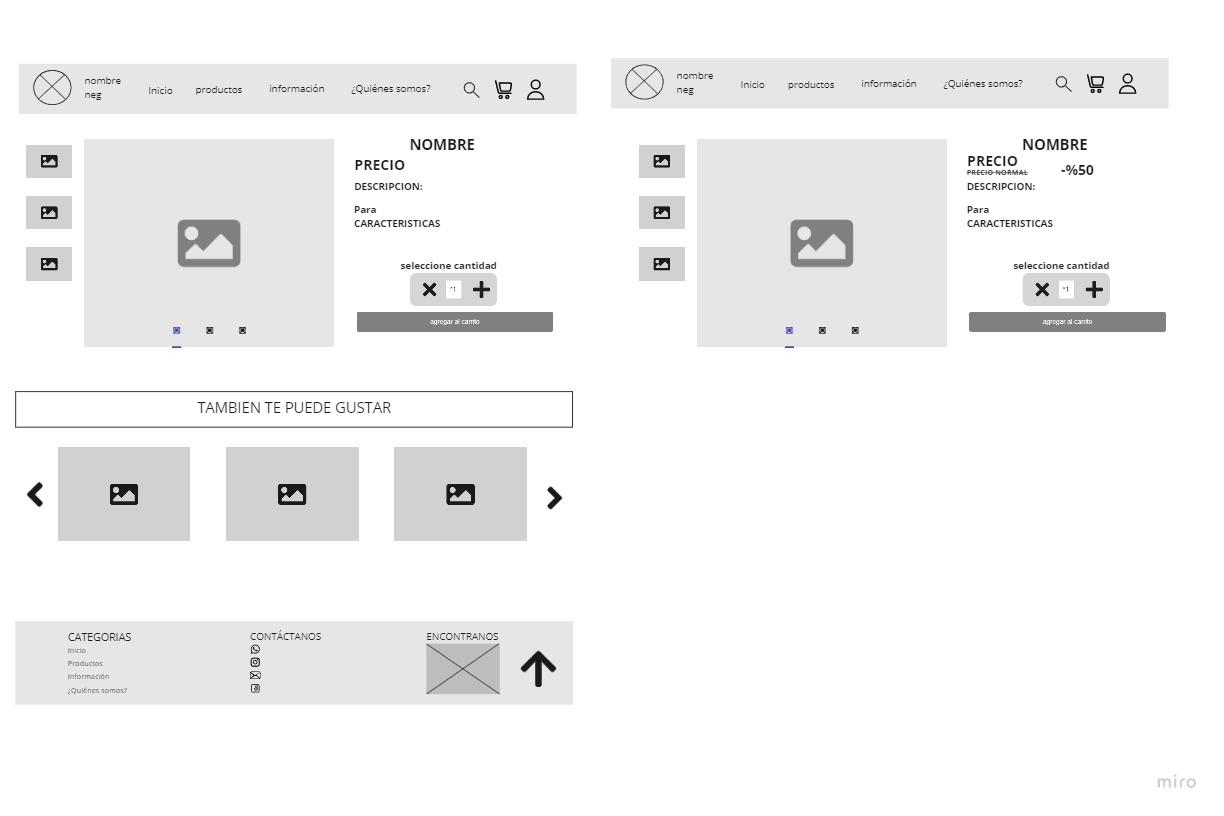 nombre
neg
Inicio
productos
información
¿Quiénes somos?
NOMBRE
PRECIO
DESCRIPCION:
Para
CARACTERISTICAS
seleccione cantidad
agregar al carrito
TAMBIEN TE PUEDE GUSTAR
CATEGORIAS
Inicio
Productos
Información
¿Quiénes somos?
CONTÁCTANOS
ENCONTRANOS
nombre
neg
Inicio
productos
información
¿Quiénes somos?
NOMBRE
PRECIO
PRECIO NORMAL
-%50
DESCRIPCION:
Para
CARACTERISTICAS
seleccione cantidad
agregar al carrito
miro